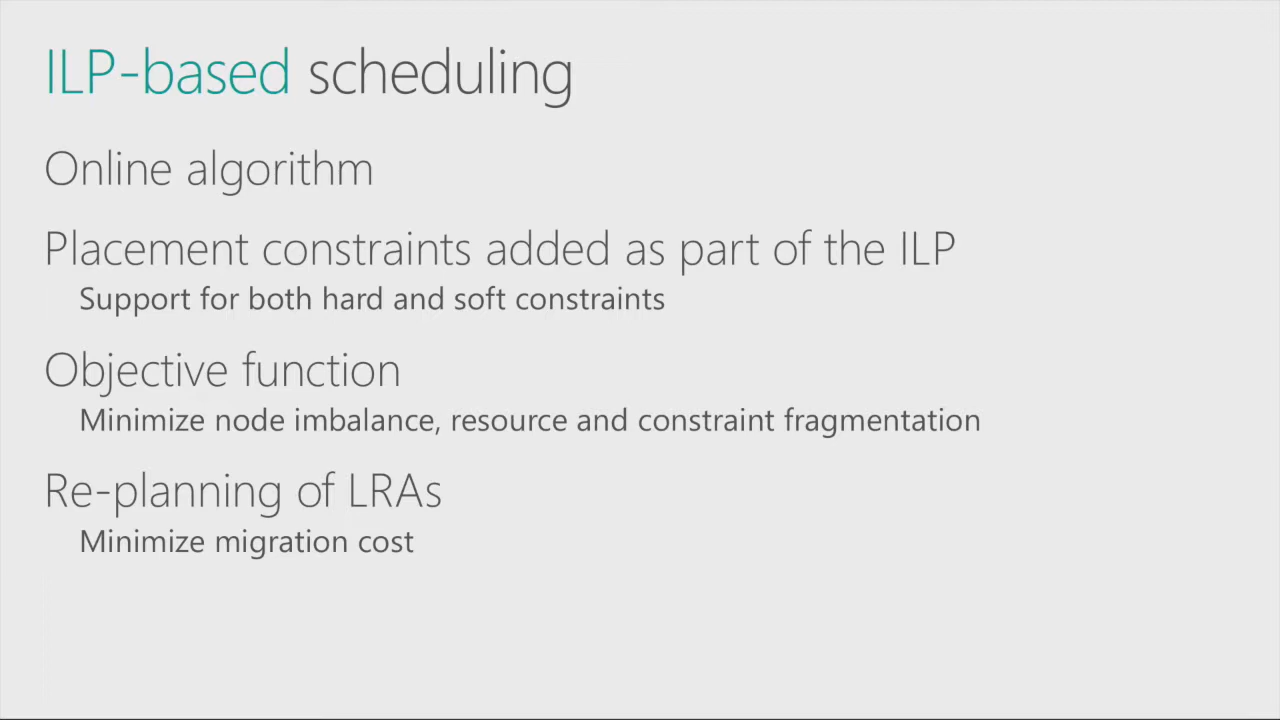 ILP-based scheduling
Online algorithm
Placement constraints added as part of the ILP
Support for both hard and soft constraints
Objective function
Minimize node imbalance, resource and constraint fragmentation
Re-planning of LRAs
Minimize migration cost